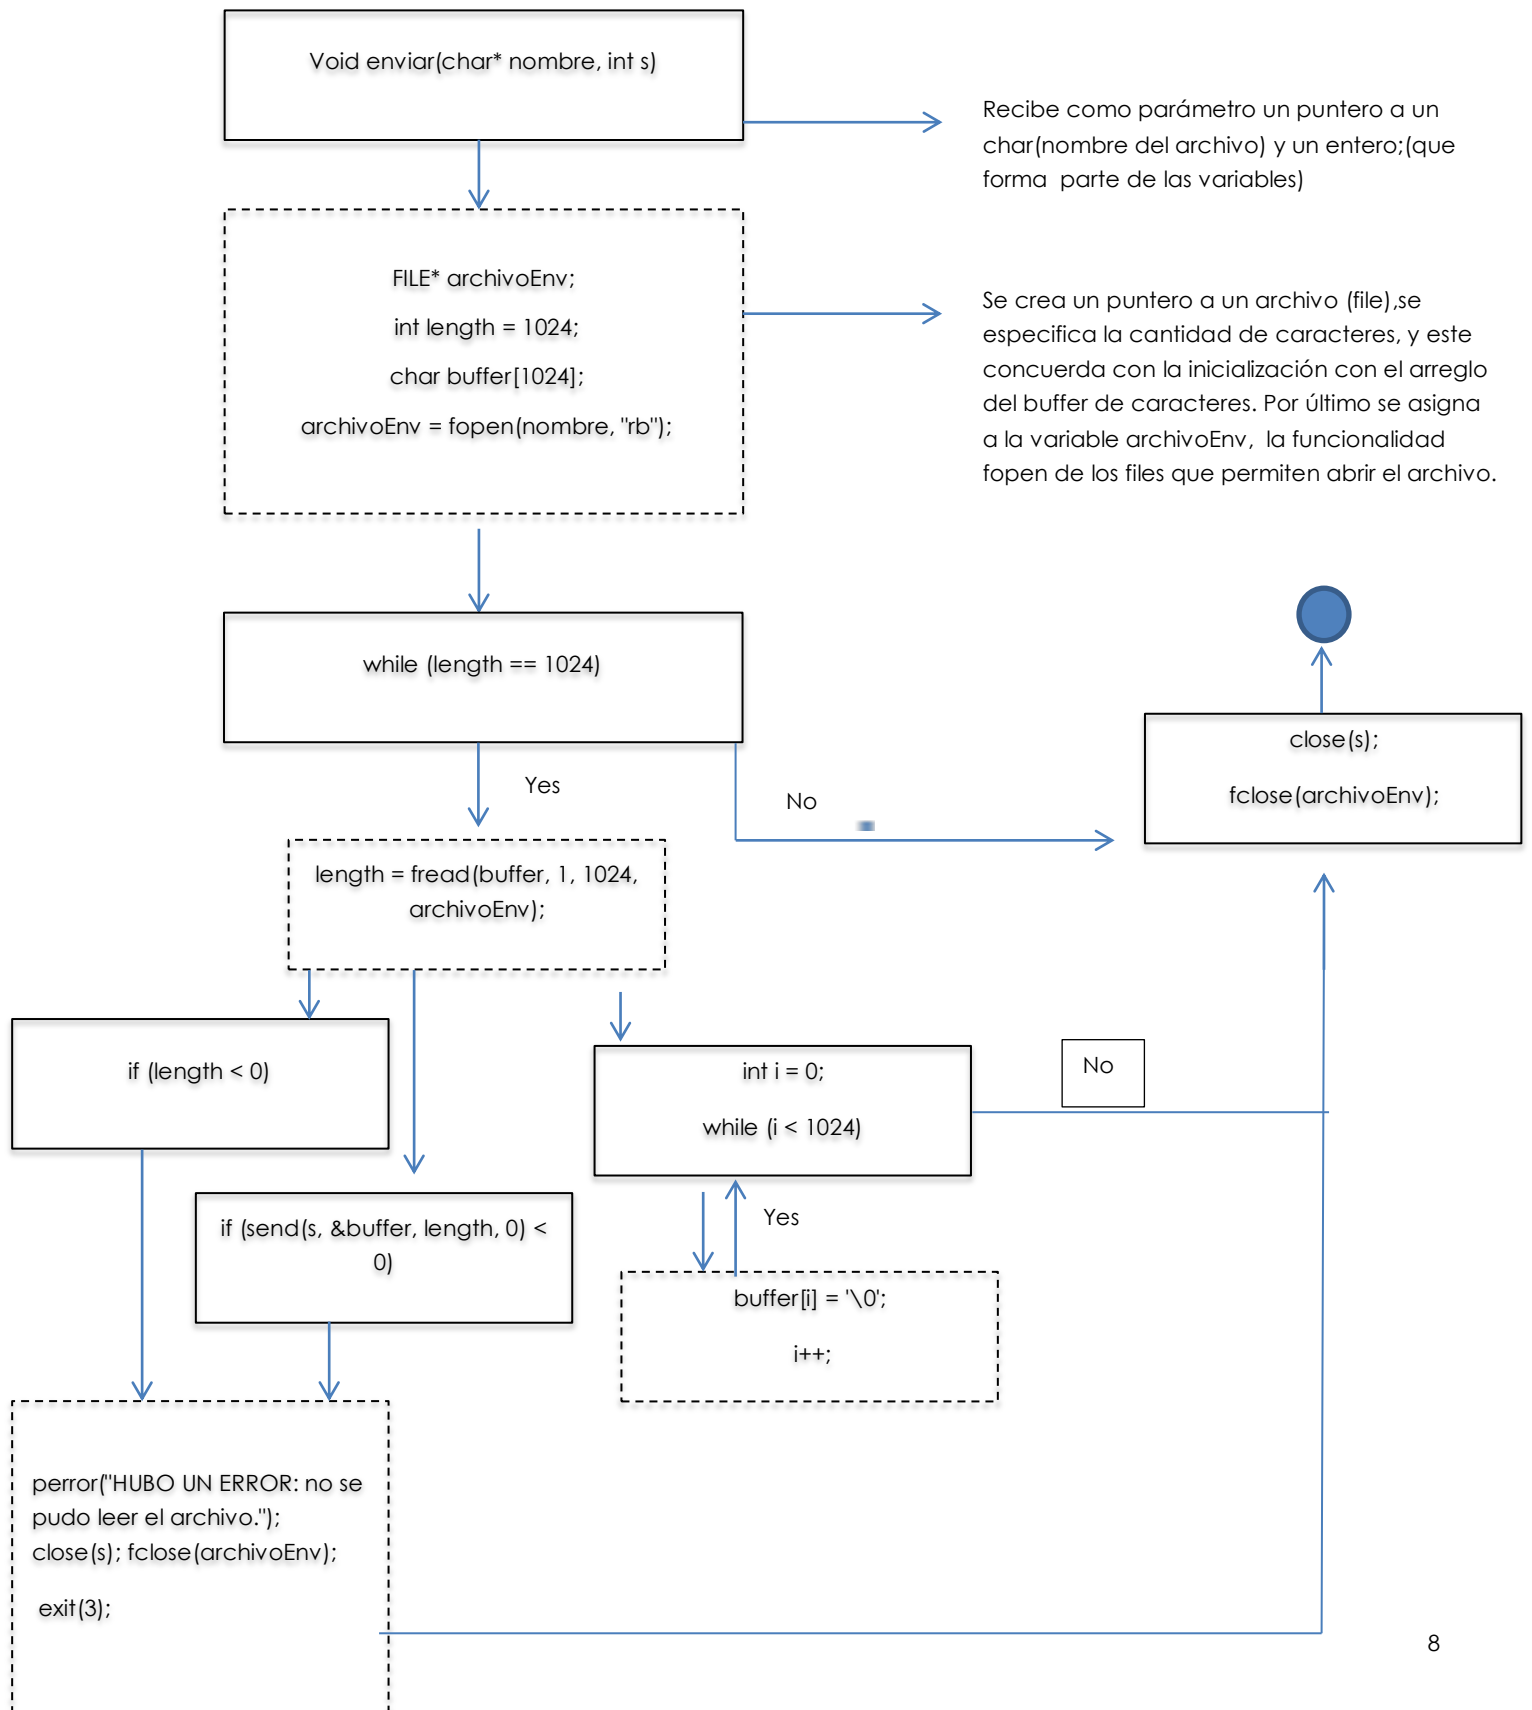 Void enviar(char* nombre, int s)
Recibe como parámetro un puntero a un
char(nombre del archivo) y un entero;(que
forma  parte de las variables)
FILE* archivoEnv;
int length = 1024;
char buffer[1024];
archivoEnv = fopen(nombre, "rb");
Se crea un puntero a un archivo (file),se
especifica la cantidad de caracteres, y este
concuerda con la inicialización con el arreglo
del buffer de caracteres. Por último se asigna
a la variable archivoEnv,  la funcionalidad
fopen de los files que permiten abrir el archivo.
while (length == 1024)
Yes
No
close(s);
fclose(archivoEnv);
length = fread(buffer, 1, 1024,
archivoEnv);
if (length < 0)
int i = 0;
while (i < 1024)
No
if (send(s, &buffer, length, 0) <
0)
Yes
buffer[i] = '\0';
i++;
perror("HUBO UN ERROR: no se
pudo leer el archivo.");
close(s); fclose(archivoEnv);
exit(3);
8